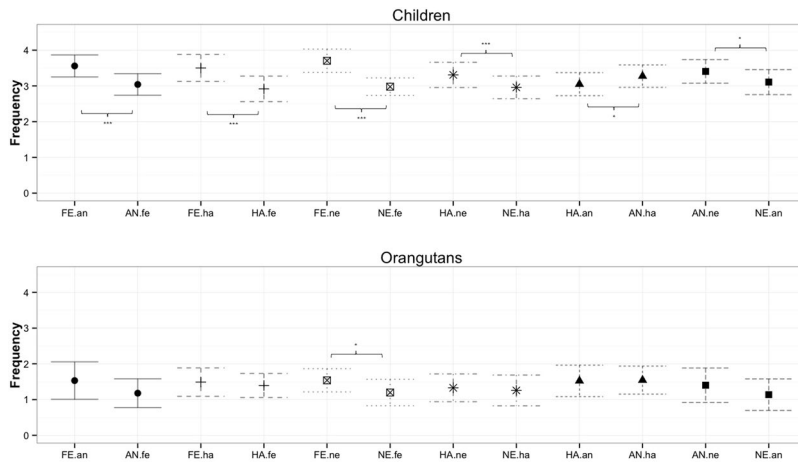 Children
Frequency
4
3
2
1
0
***
***
***
***
*
*
FE.an AN.fe FE.ha HA.fe FE.ne NE.fe HA.ne NE.ha HA.an AN.ha AN.ne NE.an
Orangutans
Frequency
4
3
2
1
0
*
FE.an AN.fe FE.ha HA.fe FE.ne NE.fe HA.ne NE.ha HA.an AN.ha AN.ne NE.an